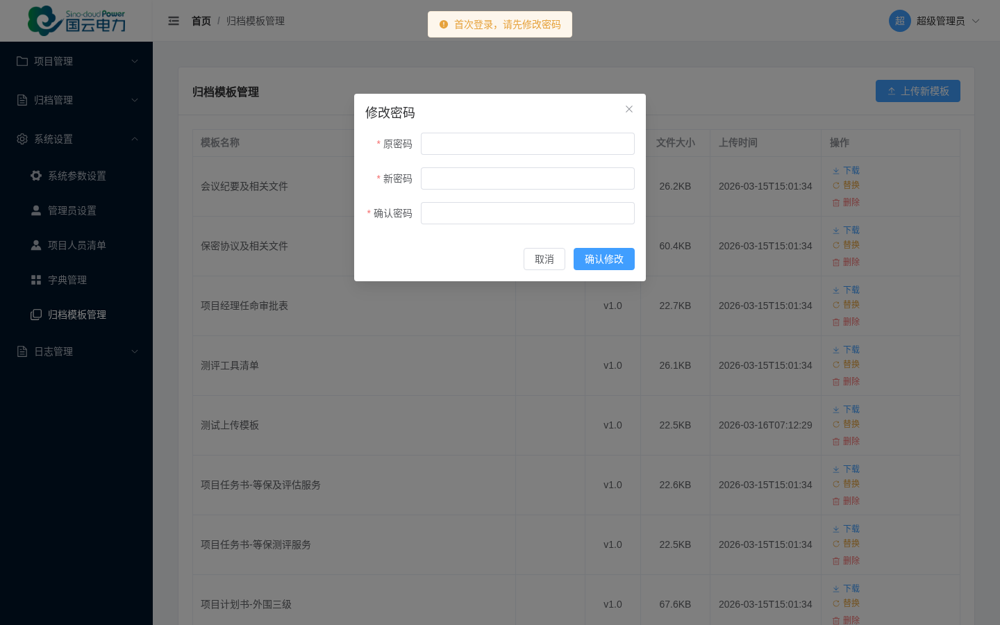 Sino-cloud Power
国云电力
首页 / 归档模板管理
首次登录，请先修改密码
超 超级管理员
项目管理
归档管理
系统设置
系统参数设置
管理员设置
项目人员清单
字典管理
归档模板管理
日志管理
归档模板管理
上传新模板
修改密码
* 原密码
* 新密码
* 确认密码
取消 确认修改
模板名称 文件大小 上传时间 操作
会议纪要及相关文件 26.2KB 2026-03-15T15:01:34 下载 替换 删除
保密协议及相关文件 60.4KB 2026-03-15T15:01:34 下载 替换 删除
项目经理任命审批表 v1.0 22.7KB 2026-03-15T15:01:34 下载 替换 删除
测评工具清单 v1.0 26.1KB 2026-03-15T15:01:34 下载 替换 删除
测试上传模板 v1.0 22.5KB 2026-03-16T07:12:29 下载 替换 删除
项目任务书-等保及评估服务 v1.0 22.6KB 2026-03-15T15:01:34 下载 替换 删除
项目任务书-等保测评服务 v1.0 22.5KB 2026-03-15T15:01:34 下载 替换 删除
项目计划书-外围三级 v1.0 67.6KB 2026-03-15T15:01:34 下载 替换 删除